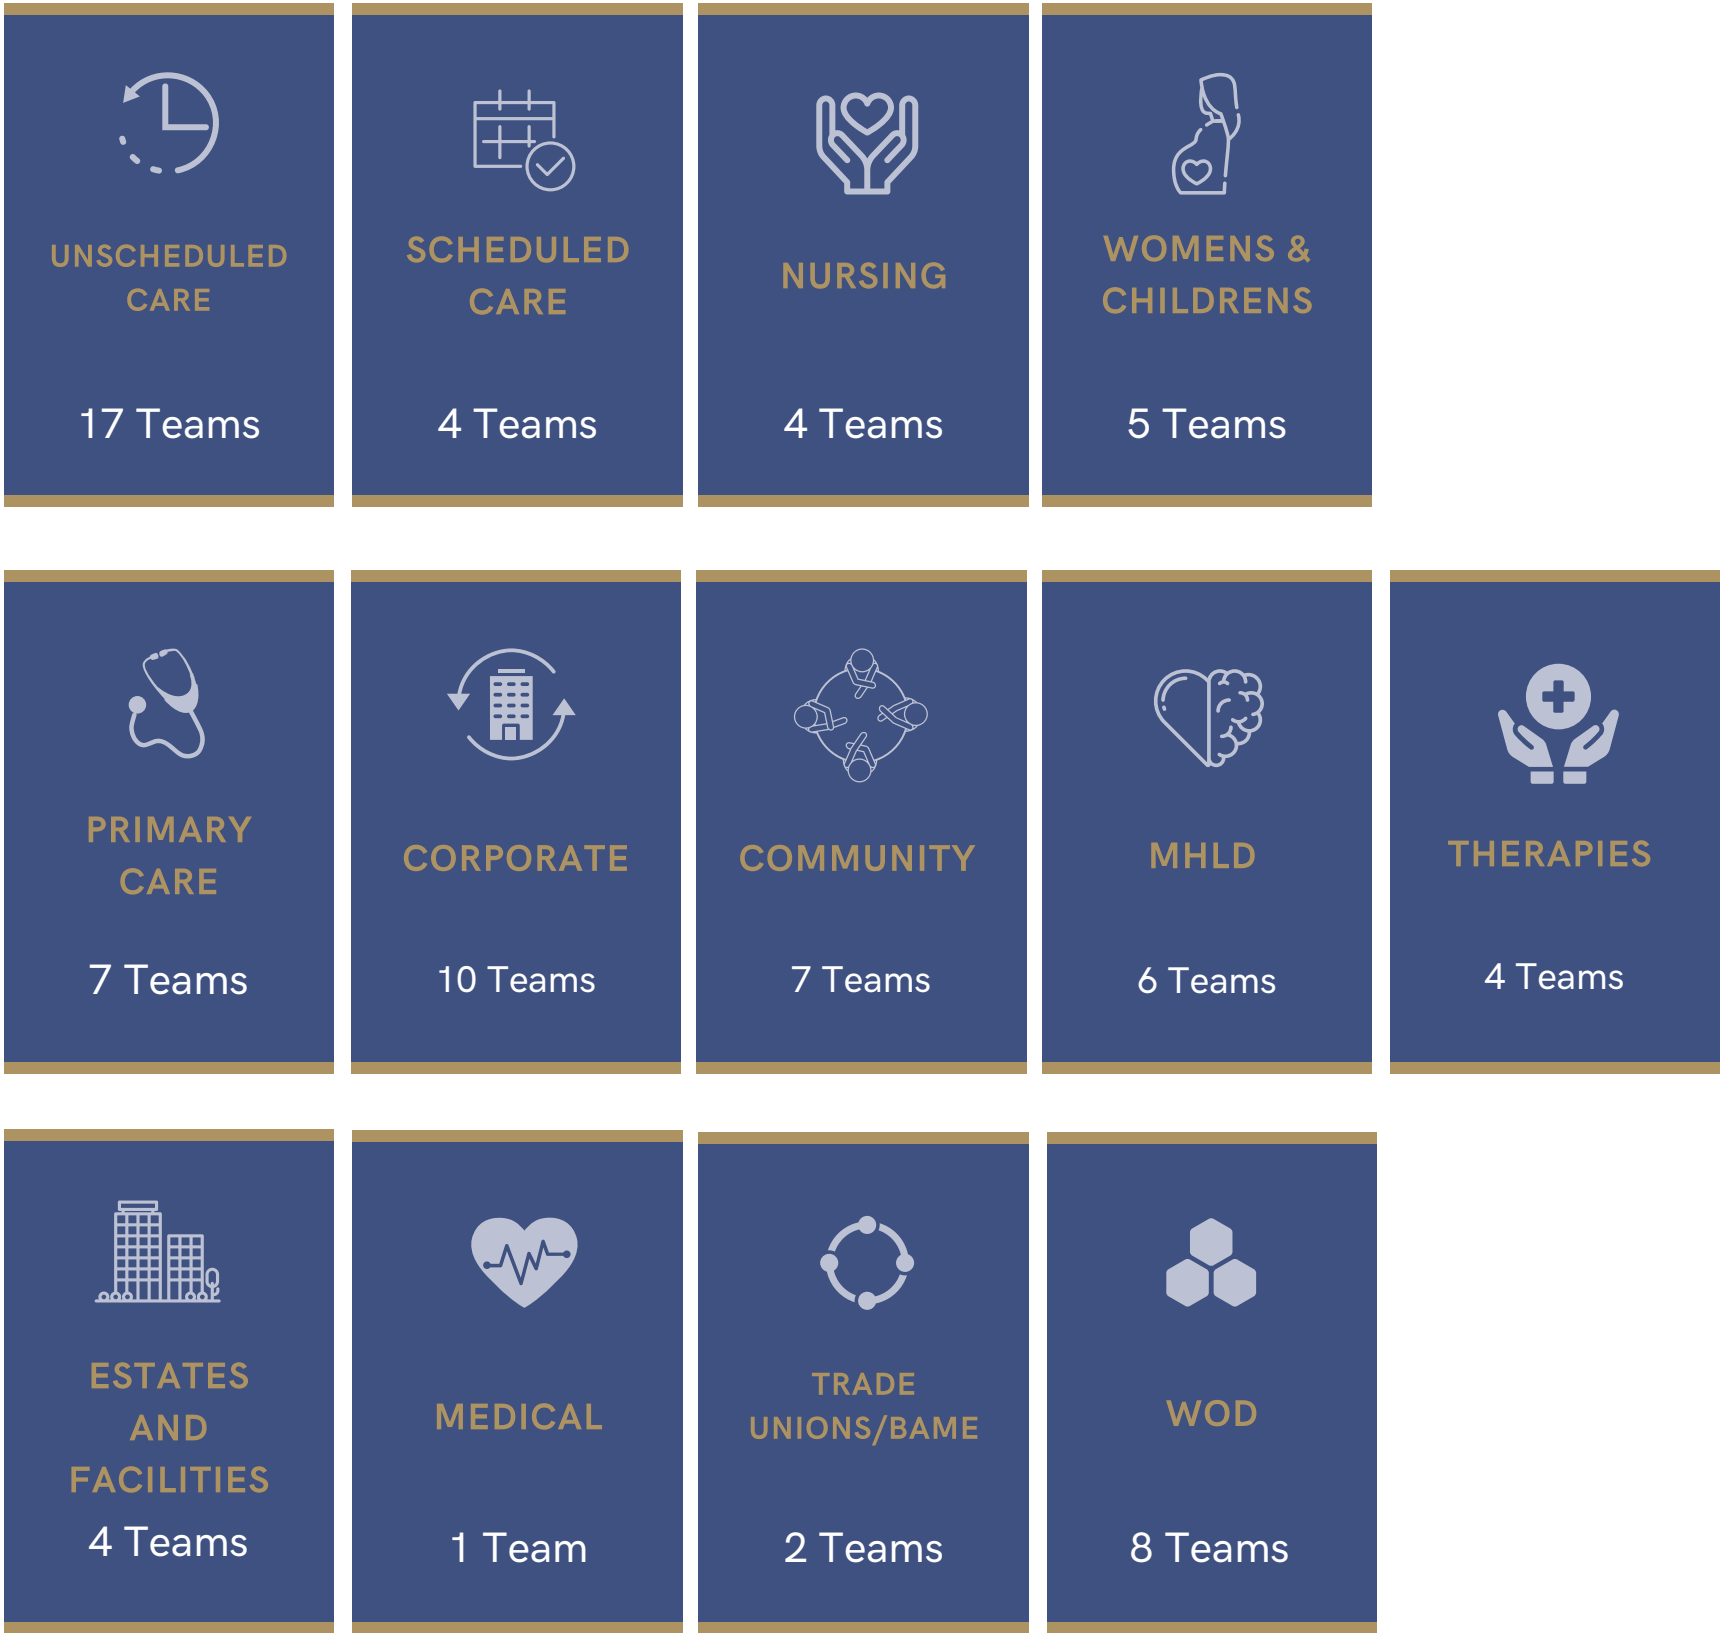 UNSCHEDULED
CARE
17 Teams
SCHEDULED
CARE
4 Teams
NURSING
4 Teams
WOMENS &
CHILDRENS
5 Teams
PRIMARY
CARE
7 Teams
CORPORATE
10 Teams
COMMUNITY
7 Teams
MHLD
6 Teams
THERAPIES
4 Teams
ESTATES
AND
FACILITIES
4 Teams
MEDICAL
1 Team
TRADE
UNIONS/BAME
2 Teams
WOD
8 Teams